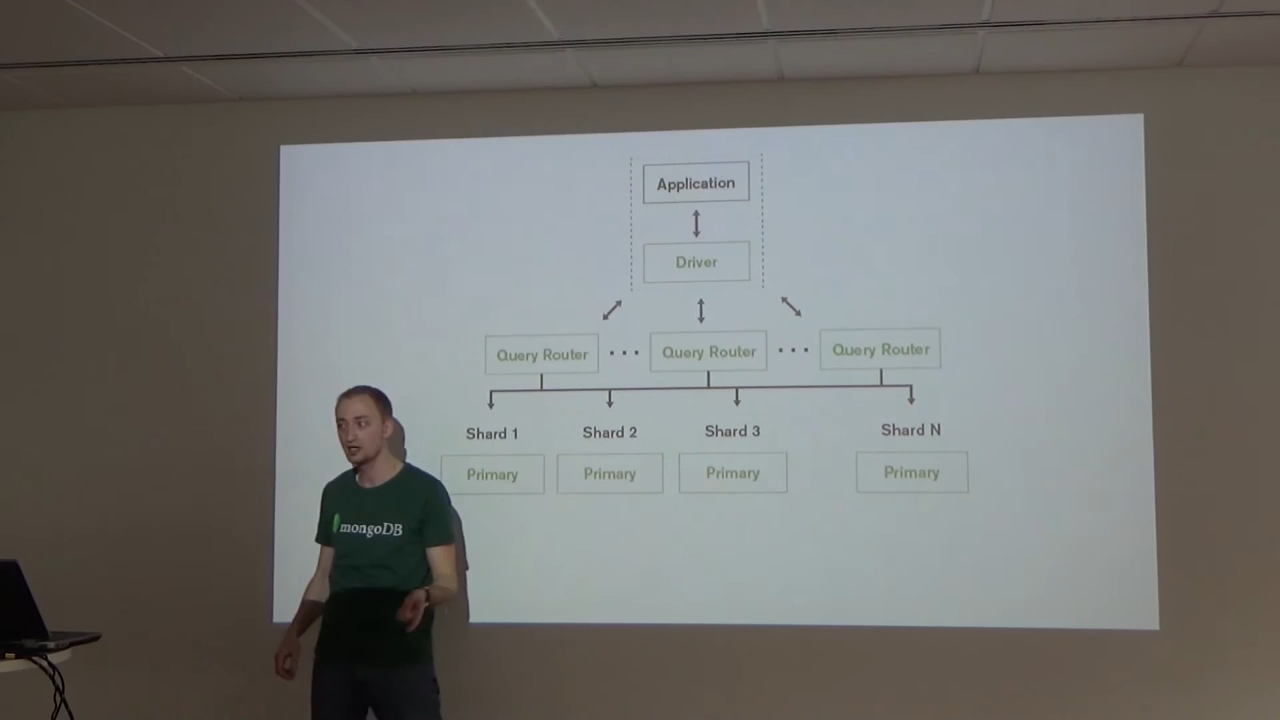 Application
Driver
Query Router ... Query Router ... Query Router
Shard 1 Shard 2 Shard 3 Shard N
Primary Primary Primary Primary
mongoDB